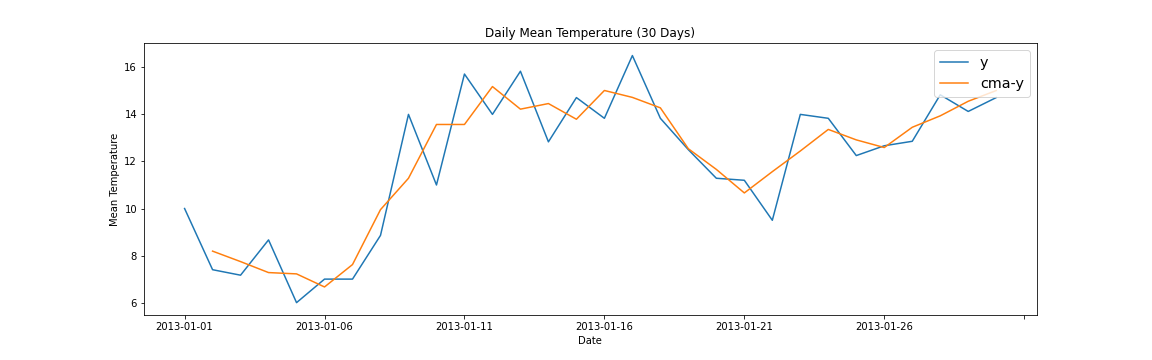 Daily Mean Temperature (30 Days)
y
cma-y
Mean Temperature
16
14
12
10
8
6
2013-01-01 2013-01-06 2013-01-11 2013-01-16 2013-01-21 2013-01-26
Date